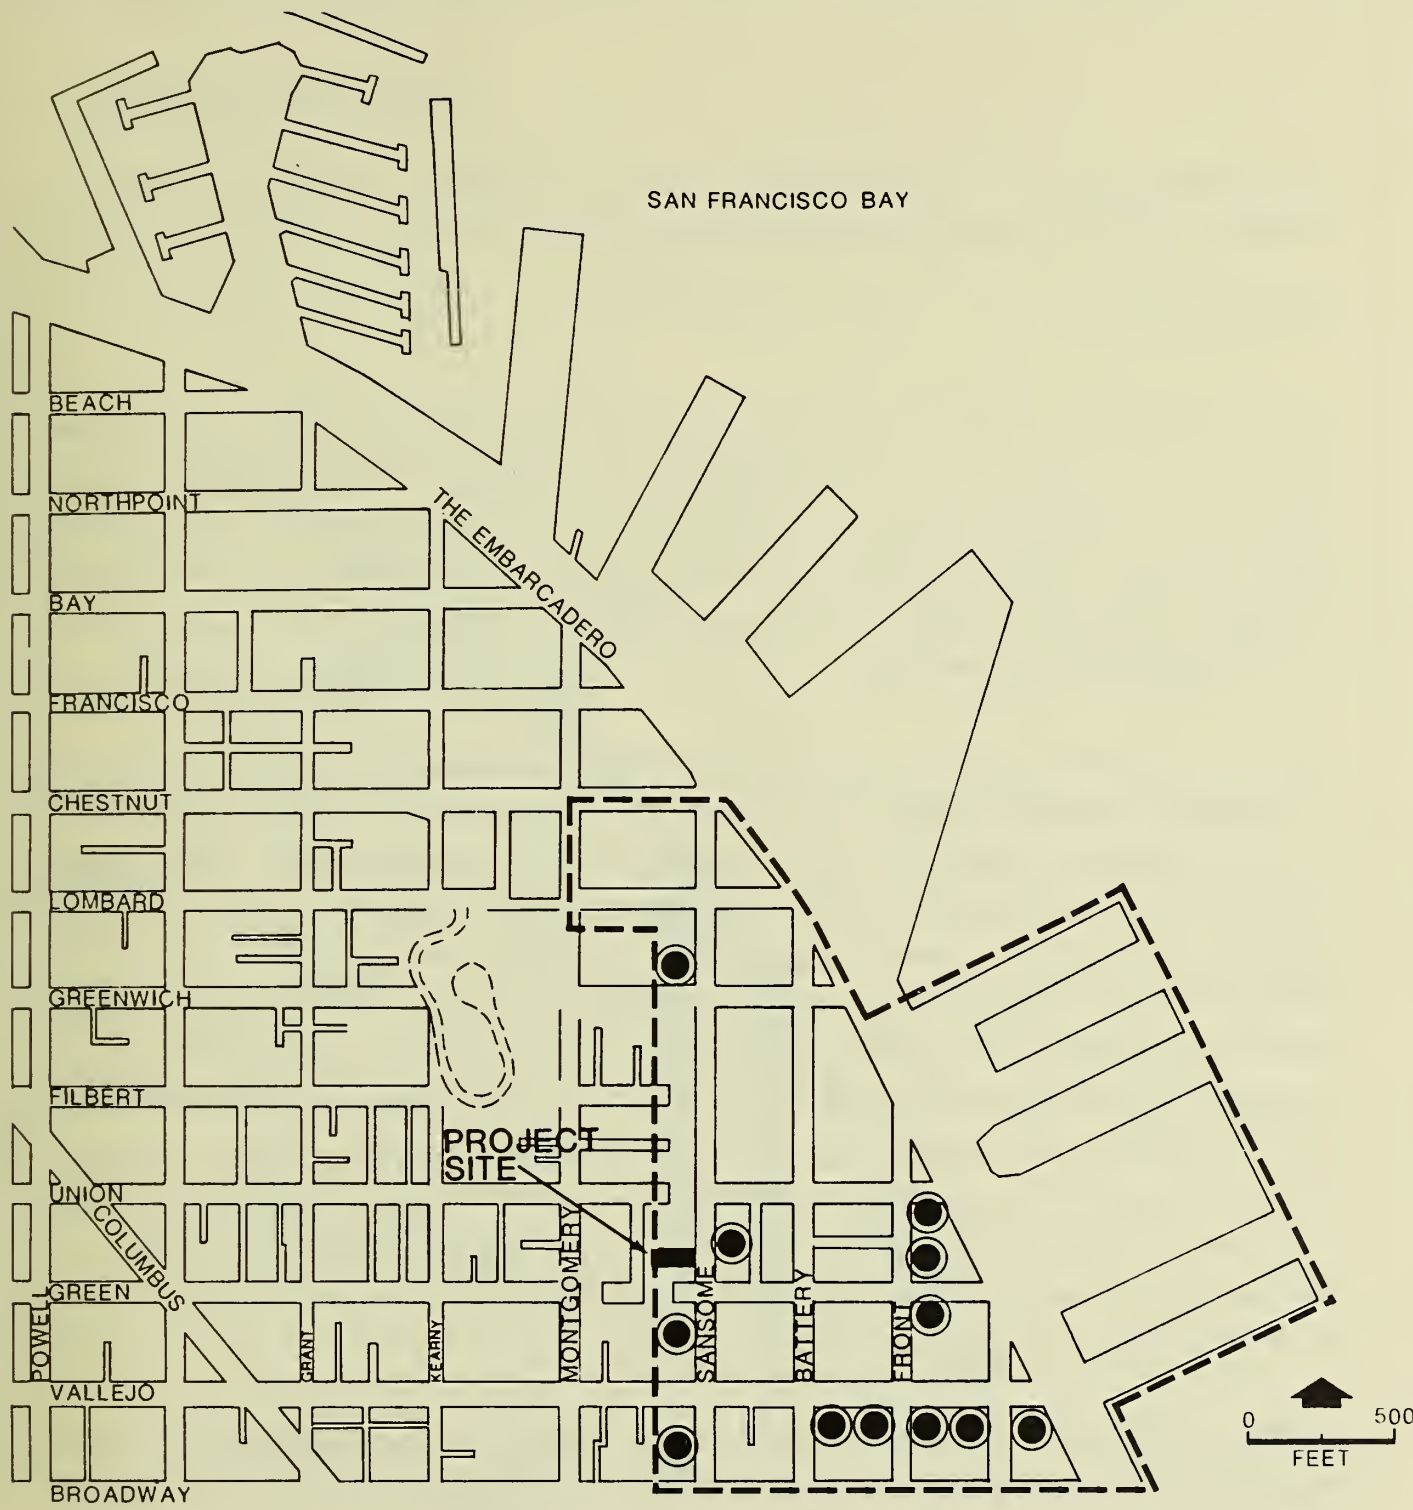 SAN FRANCISCO BAY
BEACH
NORTHPOINT
THE EMBARCADERO
BAY
FRANCISCO
CHESTNUT
LOMBARD
GREENWICH
FILBERT
PROJECT
SITE
UNION
COLUMBUS
GREEN
POWELL
GRANT
KEARNY
MONTGOMERY
SANSOME
BATTERY
FRONT
VALLEJO
BROADWAY
0 500
FEET